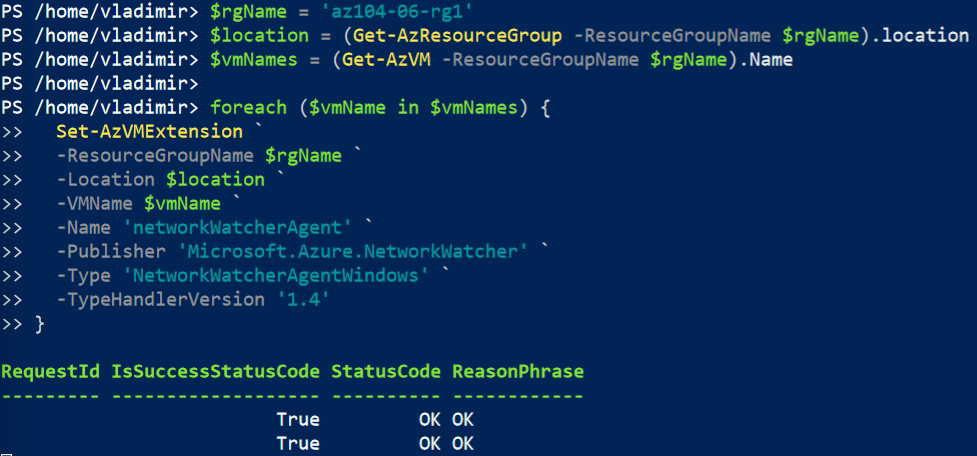 PS /home/vladimir> $rgName = 'az104-06-rg1'
PS /home/vladimir> $location = (Get-AzResourceGroup -ResourceGroupName $rgName).location
PS /home/vladimir> $vmNames = (Get-AzVM -ResourceGroupName $rgName).Name
PS /home/vladimir>
PS /home/vladimir> foreach ($vmName in $vmNames) {
>>   Set-AzVMExtension `
>>   -ResourceGroupName $rgName `
>>   -Location $location `
>>   -VMName $vmName `
>>   -Name 'networkWatcherAgent' `
>>   -Publisher 'Microsoft.Azure.NetworkWatcher' `
>>   -Type 'NetworkWatcherAgentWindows' `
>>   -TypeHandlerVersion '1.4'
>> }
RequestId IsSuccessStatusCode StatusCode ReasonPhrase
--------- ------------------- ---------- ------------
                         True         OK OK
                         True         OK OK